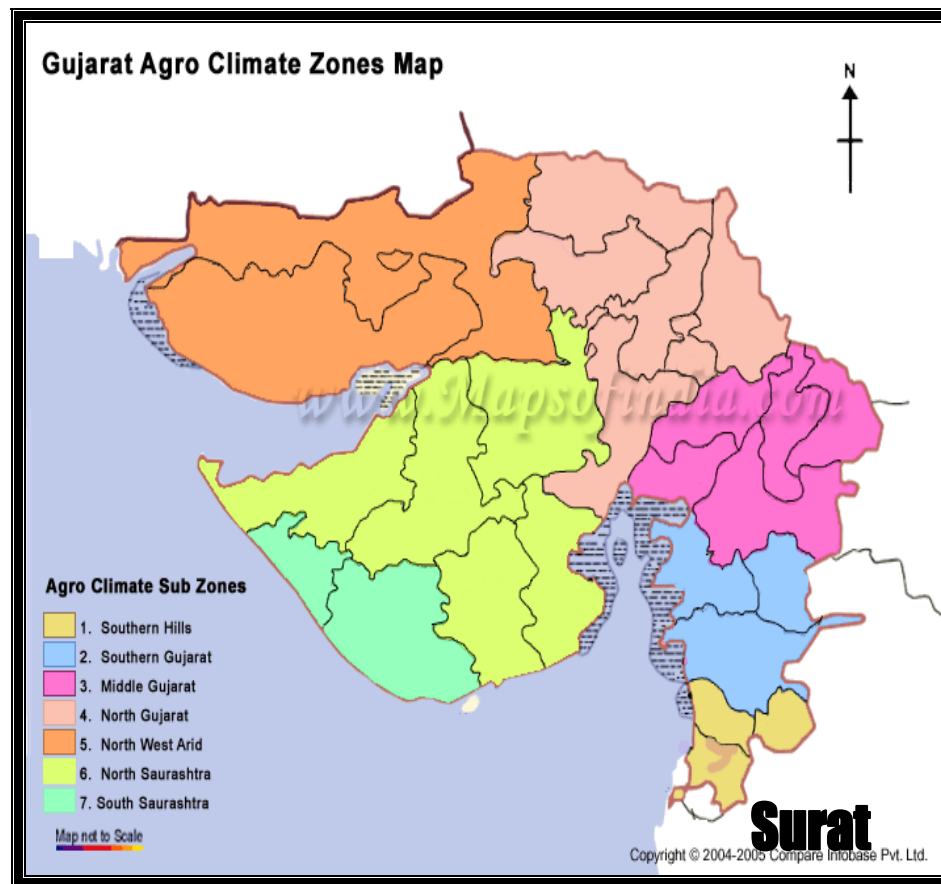 Gujarat Agro Climate Zones Map
N
www.Mapsofindia.com
Agro Climate Sub Zones
1. Southern Hills
2. Southern Gujarat
3. Middle Gujarat
4. North Gujarat
5. North West Arid
6. North Saurashtra
7. South Saurashtra
Map not to Scale
Surat
Copyright © 2004-2005 Compare Infobase Pvt. Ltd.